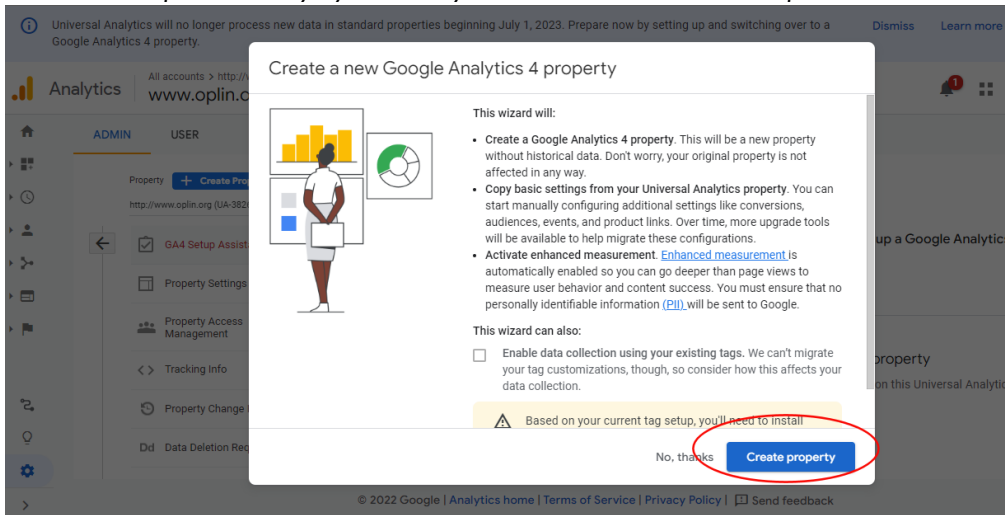 Universal Analytics will no longer process new data in standard properties beginning July 1, 2023. Prepare now by setting up and switching over to a
Google Analytics 4 property.
Dismiss
Learn more
Analytics
All accounts > http://
www.oplin.o
1
ADMIN
USER
Property
+ Create Pro
http://www.oplin.org (UA-382
GA4 Setup Assist
Property Settings
Property Access
Management
Tracking Info
Property Change
Dd Data Deletion Req
Create a new Google Analytics 4 property
This wizard will:
• Create a Google Analytics 4 property. This will be a new property
without historical data. Don't worry, your original property is not
affected in any way.
• Copy basic settings from your Universal Analytics property. You can
start manually configuring additional settings like conversions,
audiences, events, and product links. Over time, more upgrade tools
will be available to help migrate these configurations.
• Activate enhanced measurement. Enhanced measurement is
automatically enabled so you can go deeper than page views to
measure user behavior and content success. You must ensure that no
personally identifiable information (PII) will be sent to Google.
This wizard can also:
Enable data collection using your existing tags. We can't migrate
your tag customizations, though, so consider how this affects your
data collection.
Based on your current tag setup, you'll need to install
No, thanks
Create property
up a Google Analytic
property
on this Universal Analytic
© 2022 Google | Analytics home | Terms of Service | Privacy Policy | Send feedback